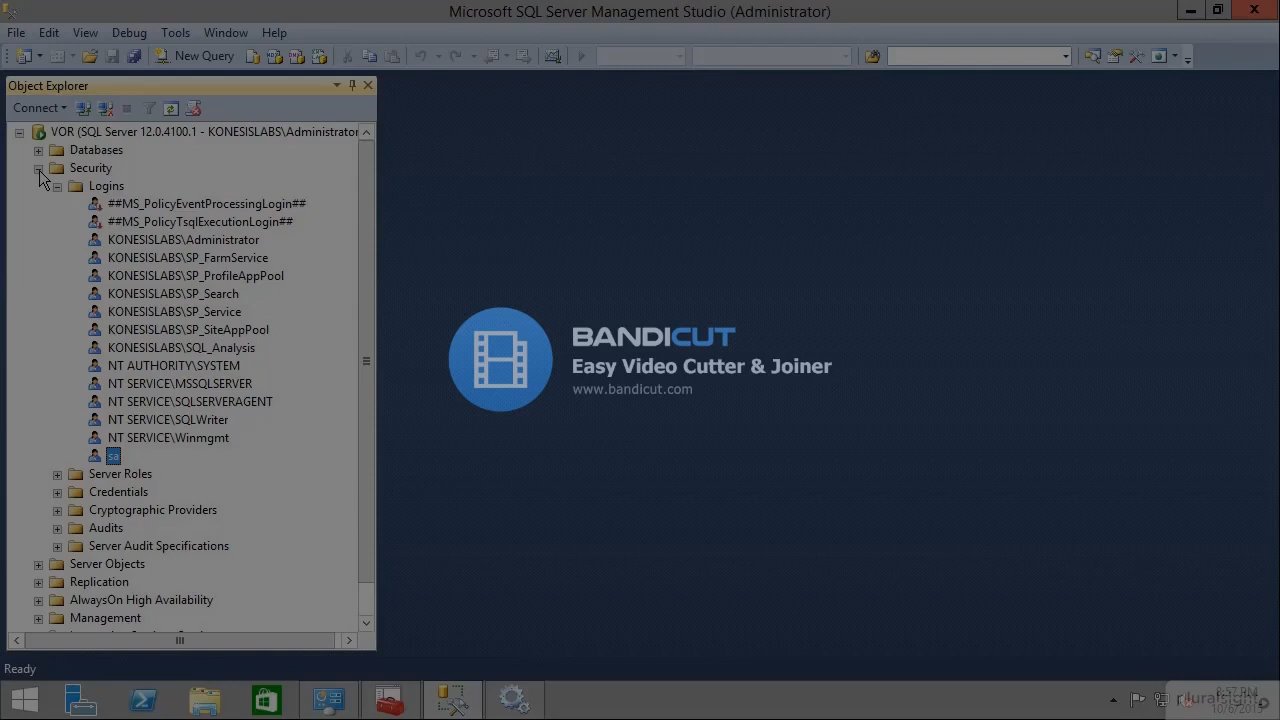 Microsoft SQL Server Management Studio (Administrator)
File Edit View Debug Tools Window Help
New Query
Object Explorer
Connect
VOR (SQL Server 12.0.4100.1 - KONESISLABS\Administrator
Databases
Security
Logins
##MS_PolicyEventProcessingLogin##
##MS_PolicyTsqlExecutionLogin##
KONESISLABS\Administrator
KONESISLABS\SP_FarmService
KONESISLABS\SP_ProfileAppPool
KONESISLABS\SP_Search
KONESISLABS\SP_Service
KONESISLABS\SP_SiteAppPool
KONESISLABS\SQL_Analysis
NT AUTHORITY\SYSTEM
NT SERVICE\MSSQLSERVER
NT SERVICE\SQLSERVERAGENT
NT SERVICE\SQLWriter
NT SERVICE\Winmgmt
sa
Server Roles
Credentials
Cryptographic Providers
Audits
Server Audit Specifications
Server Objects
Replication
AlwaysOn High Availability
Management
BANDICUT
Easy Video Cutter & Joiner
www.bandicut.com
Ready